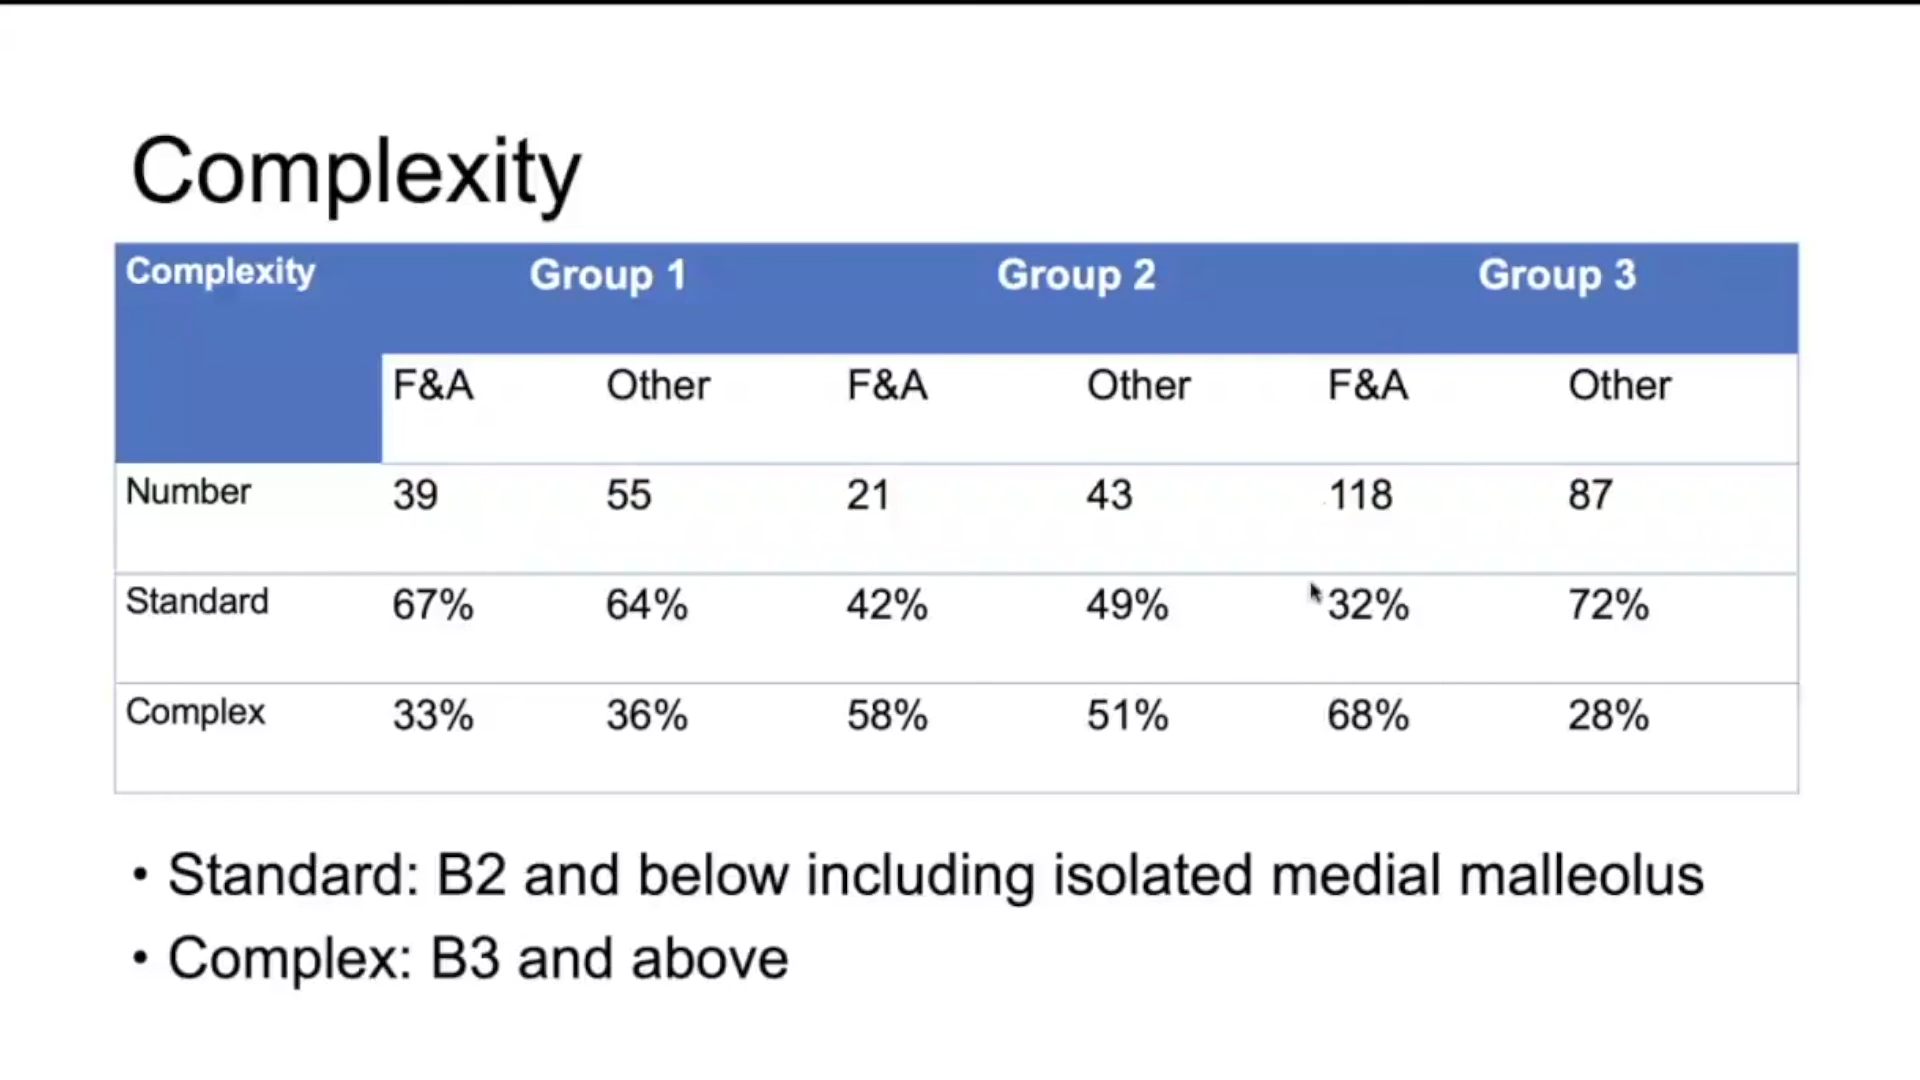 Complexity
Complexity Group 1 Group 2 Group 3
F&A Other F&A Other F&A Other
Number 39 55 21 43 118 87
Standard 67% 64% 42% 49% 32% 72%
Complex 33% 36% 58% 51% 68% 28%
• Standard: B2 and below including isolated medial malleolus
• Complex: B3 and above